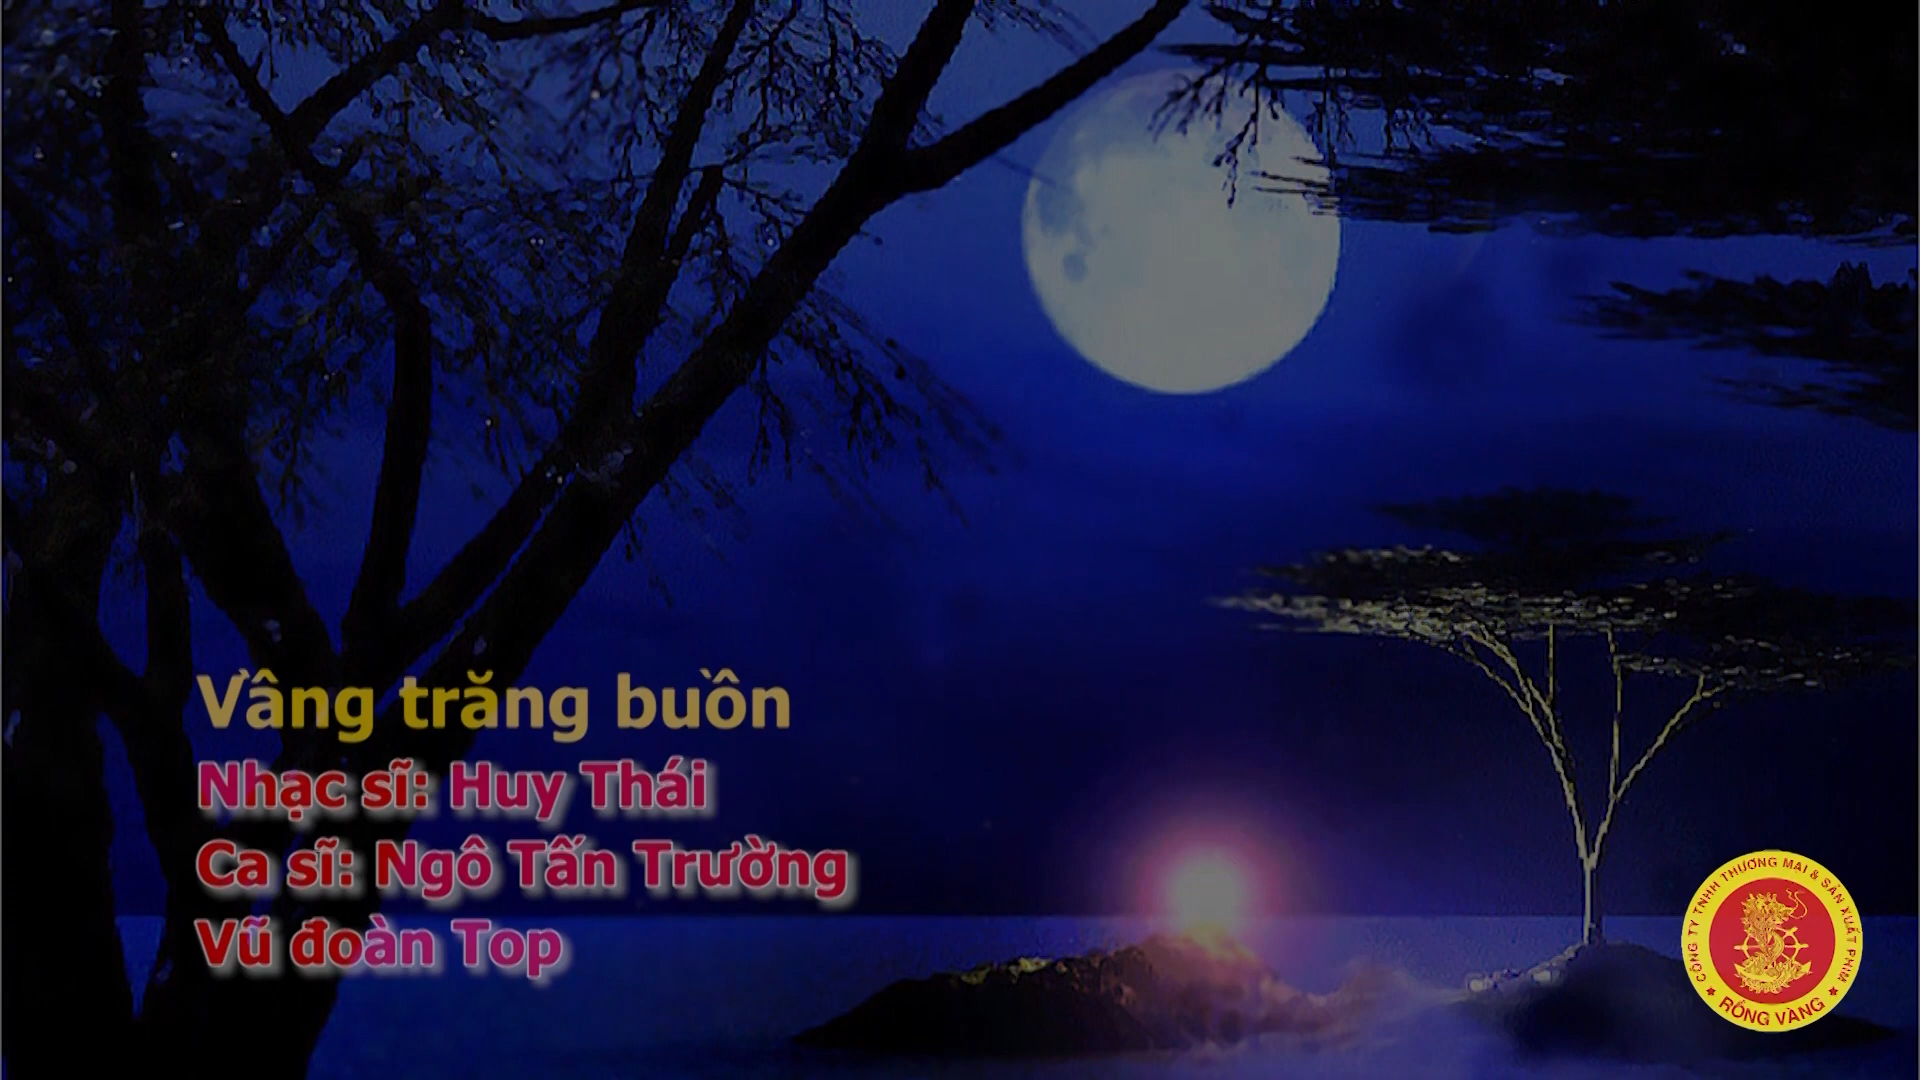 Vầng trăng buồn
Nhạc sĩ: Huy Thái
Ca sĩ: Ngô Tấn Trường
Vũ đoàn Top
CÔNG TY TNHH THƯƠNG MẠI & SẢN XUẤT PHIM
RỒNG VÀNG